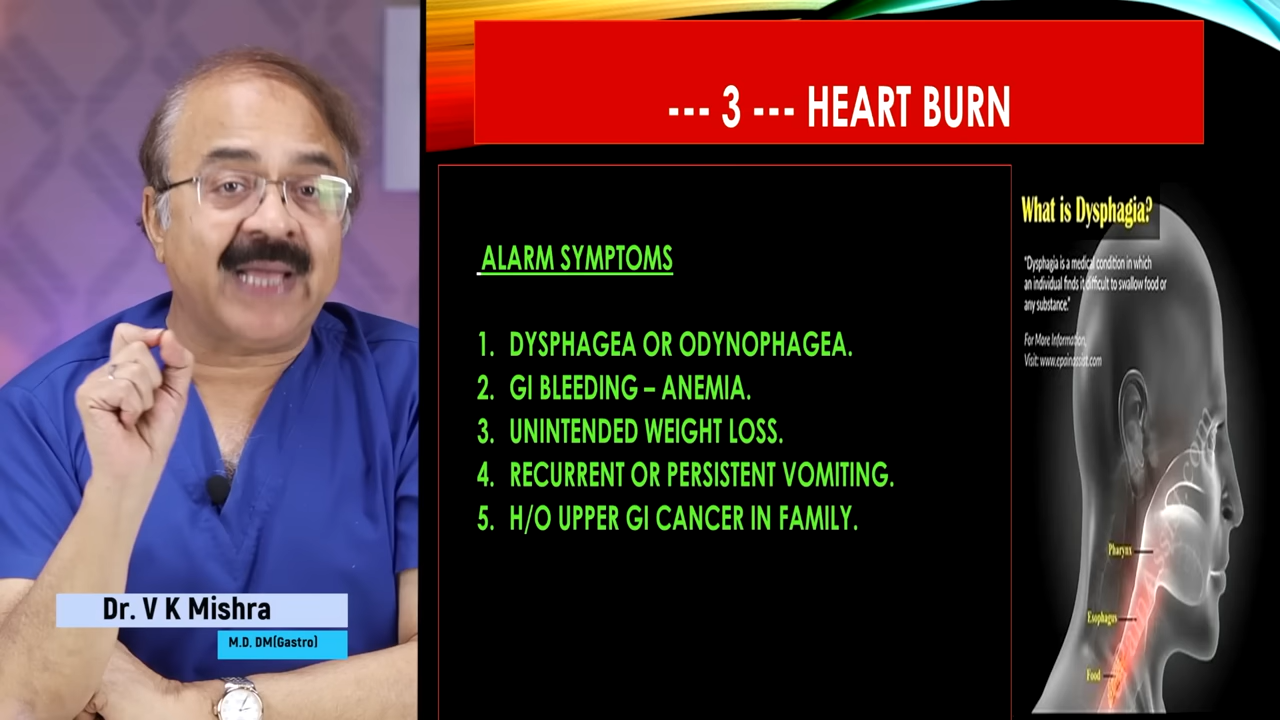 --- 3 --- HEART BURN
ALARM SYMPTOMS
1. DYSPHAGEA OR ODYNOPHAGEA.
2. GI BLEEDING – ANEMIA.
3. UNINTENDED WEIGHT LOSS.
4. RECURRENT OR PERSISTENT VOMITING.
5. H/O UPPER GI CANCER IN FAMILY.
What is Dysphagia?
"Dysphagia is a medical condition in which
an individual finds it difficult to swallow food or
any substance."
For More Information,
Visit: www.epainassist.com
Pharynx
Esophagus
Food
Dr. V K Mishra
M.D. DM(Gastro)